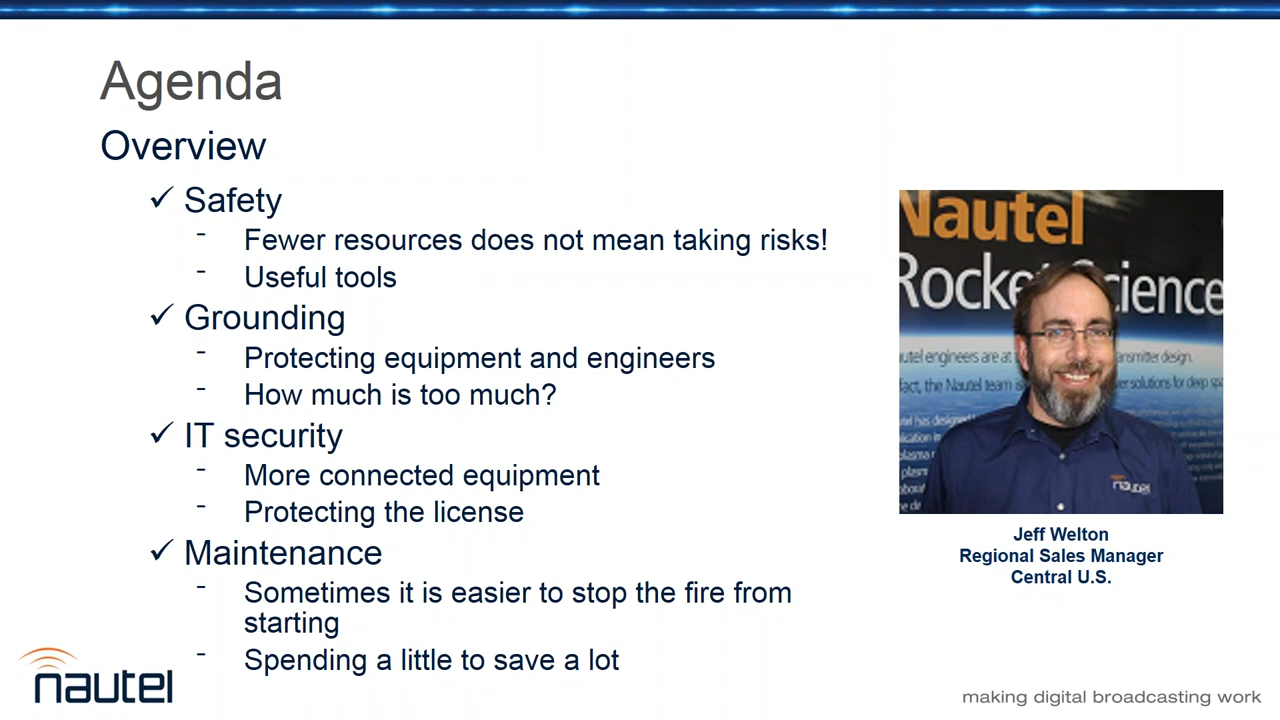 Agenda
Overview
✓ Safety
- Fewer resources does not mean taking risks!
- Useful tools
✓ Grounding
- Protecting equipment and engineers
- How much is too much?
✓ IT security
- More connected equipment
- Protecting the license
✓ Maintenance
- Sometimes it is easier to stop the fire from
starting
- Spending a little to save a lot
Nautel
Rocket Science
nautel
Jeff Welton
Regional Sales Manager
Central U.S.
nautel
making digital broadcasting work